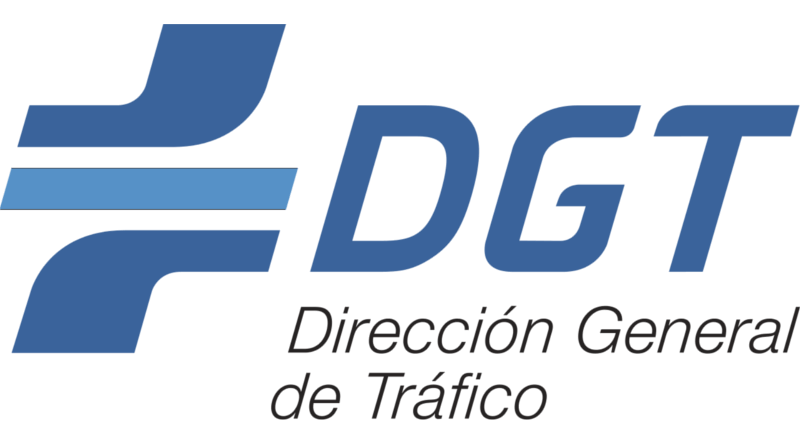 DGT
Dirección General
de Tráfico